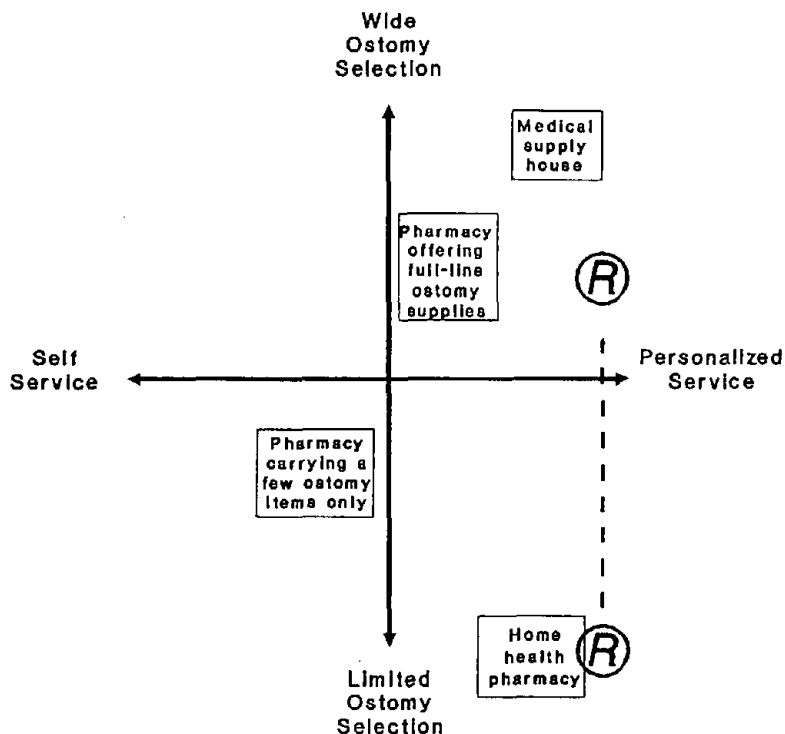 Wide
Ostomy
Selection
Medical
supply
house
Pharmacy
offering
full-line
ostomy
supplies
R
Self
Service
Personalized
Service
Pharmacy
carrying a
few ostomy
items only
Home
health
pharmacy
R
Limited
Ostomy
Selection